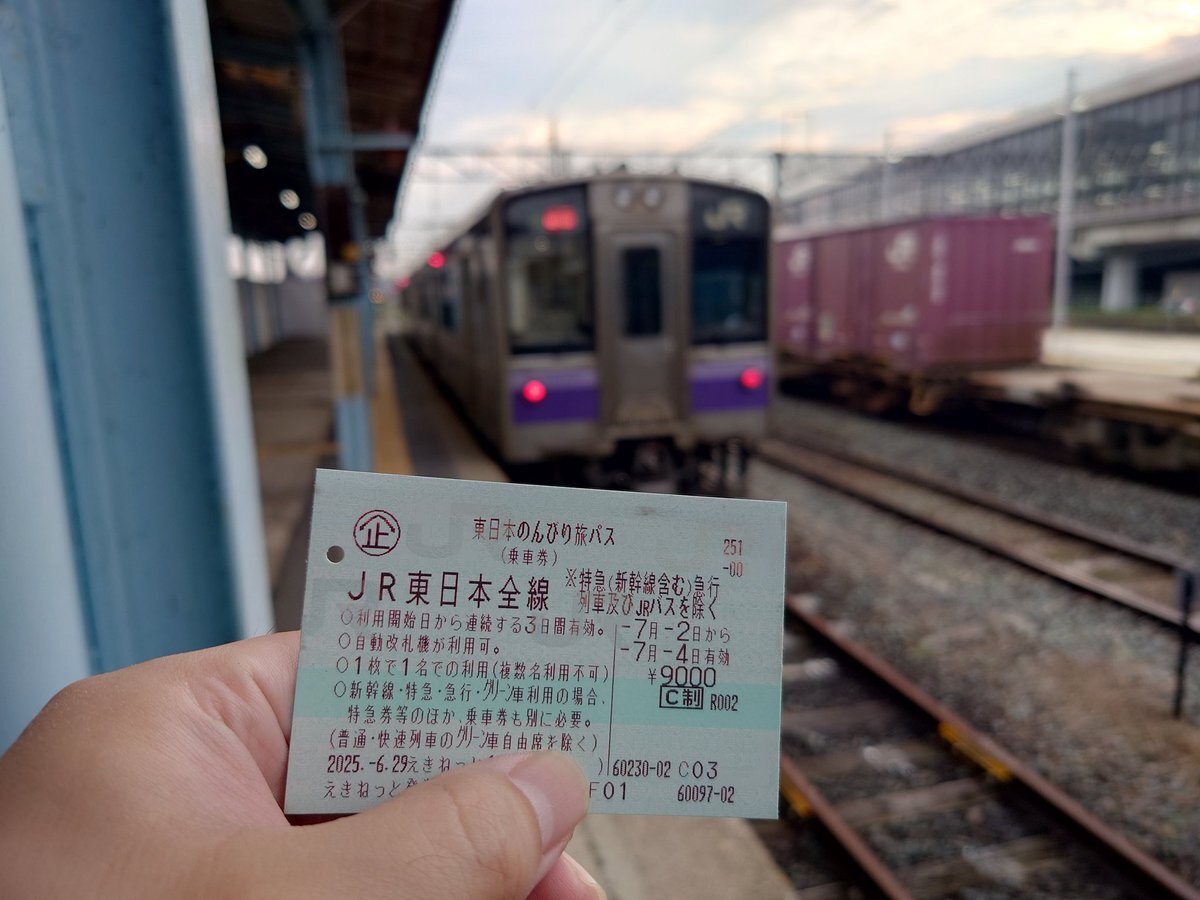 企
東日本のんびり旅パス
(乗車券)
251
-00
JR東日本全線
※特急(新幹線含む)急行
列車及びJRバスを除く
○利用開始日から連続する3日間有効。
○自動改札機が利用可。
○1枚で1名での利用(複数名利用不可)
○新幹線・特急・急行・グリーン車利用の場合、
特急券等のほか、乗車券も別に必要。
(普通・快速列車のグリーン車自由席を除く)
-7月-2日から
-7月-4日有効
¥9000
C制 R002
2025.-6.29えきねっと
)60230-02 C03
えきねっと
F01
60097-02
JR